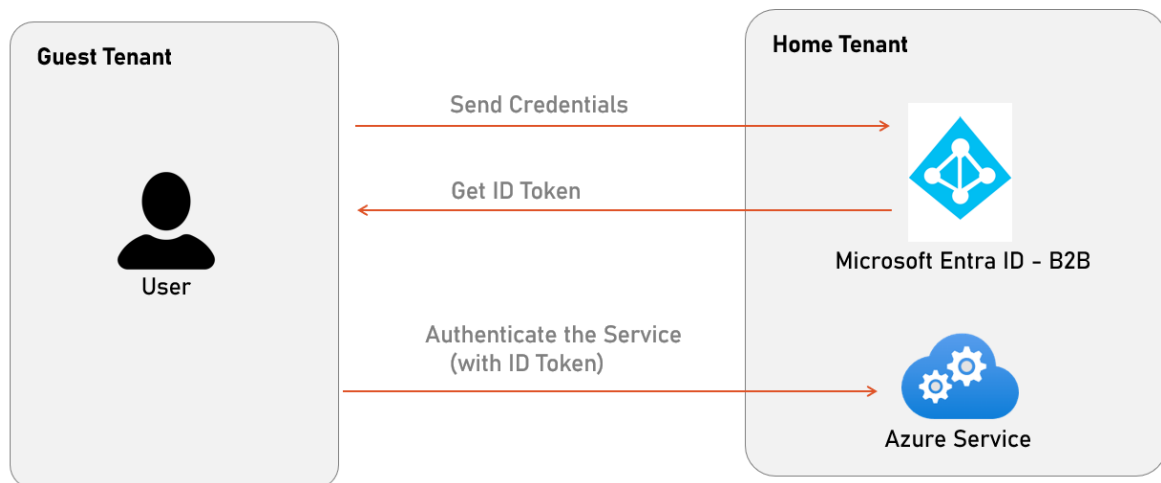 Guest Tenant
Home Tenant
Send Credentials
Get ID Token
Microsoft Entra ID - B2B
User
Authenticate the Service
(with ID Token)
Azure Service